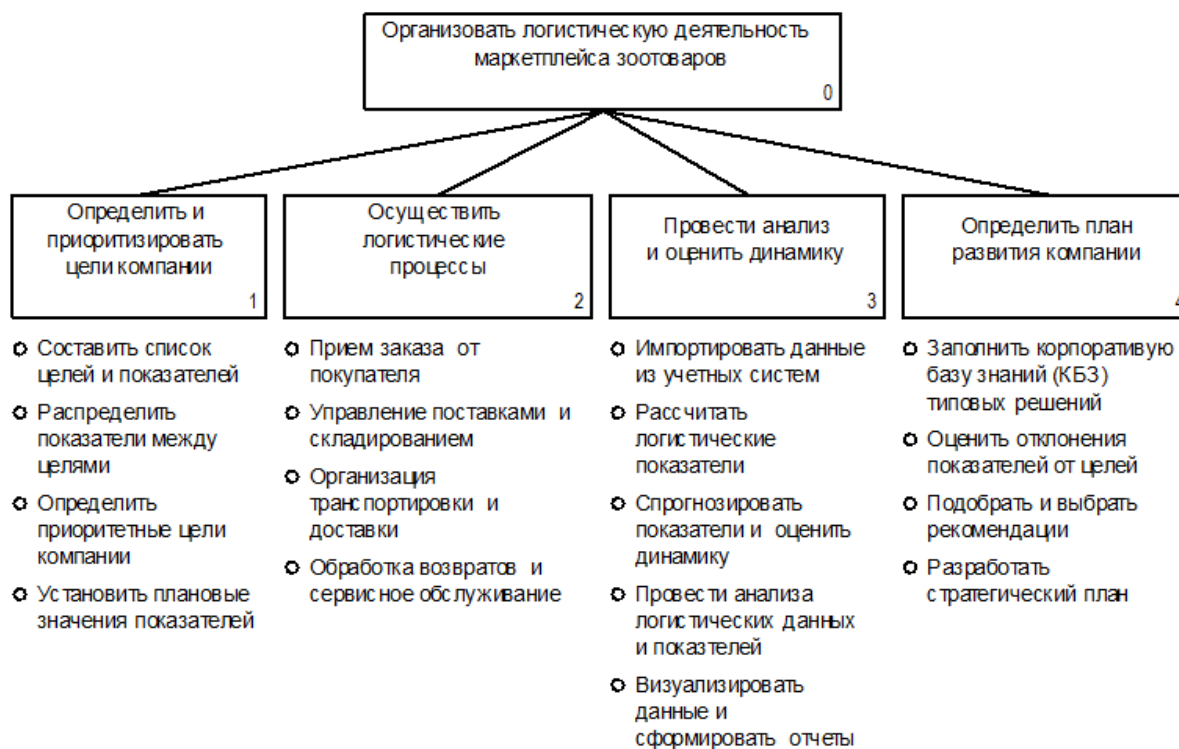 Организовать логистическую деятельность
маркетплейса зоотоваров
0
Определить и
приоритизировать
цели компании
1
Осуществить
логистические
процессы
2
Провести анализ
и оценить динамику
3
Определить план
развития компании
4
Составить список
целей и показателей
Распределить
показатели между
целями
Определить
приоритетные цели
компании
Установить плановые
значения показателей
Прием заказа от
покупателя
Управление поставками и
складированием
Организация
транспортировки и
доставки
Обработка возвратов и
сервисное обслуживание
Импортировать данные
из учетных систем
Рассчитать
логистические
показатели
Спрогнозировать
показатели и оценить
динамику
Провести анализа
логистических данных
и показтелей
Визуализировать
данные и
сформировать отчеты
Заполнить корпоративую
базу знаний (КБЗ)
типовых решений
Оценить отклонения
показателей от целей
Подобрать и выбрать
рекомендации
Разработать
стратегический план